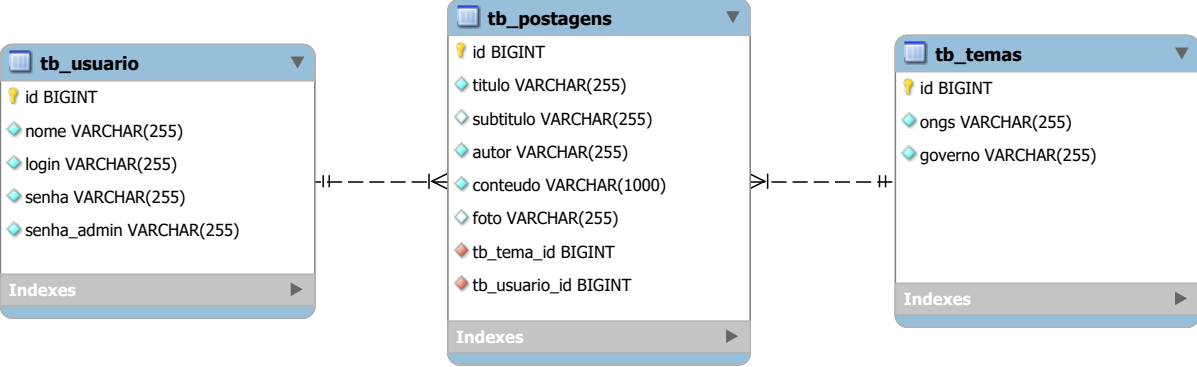 tb_usuario
id BIGINT
nome VARCHAR(255)
login VARCHAR(255)
senha VARCHAR(255)
senha_admin VARCHAR(255)
Indexes
tb_postagens
id BIGINT
titulo VARCHAR(255)
subtitulo VARCHAR(255)
autor VARCHAR(255)
conteudo VARCHAR(1000)
foto VARCHAR(255)
tb_tema_id BIGINT
tb_usuario_id BIGINT
Indexes
tb_temas
id BIGINT
ongs VARCHAR(255)
governo VARCHAR(255)
Indexes